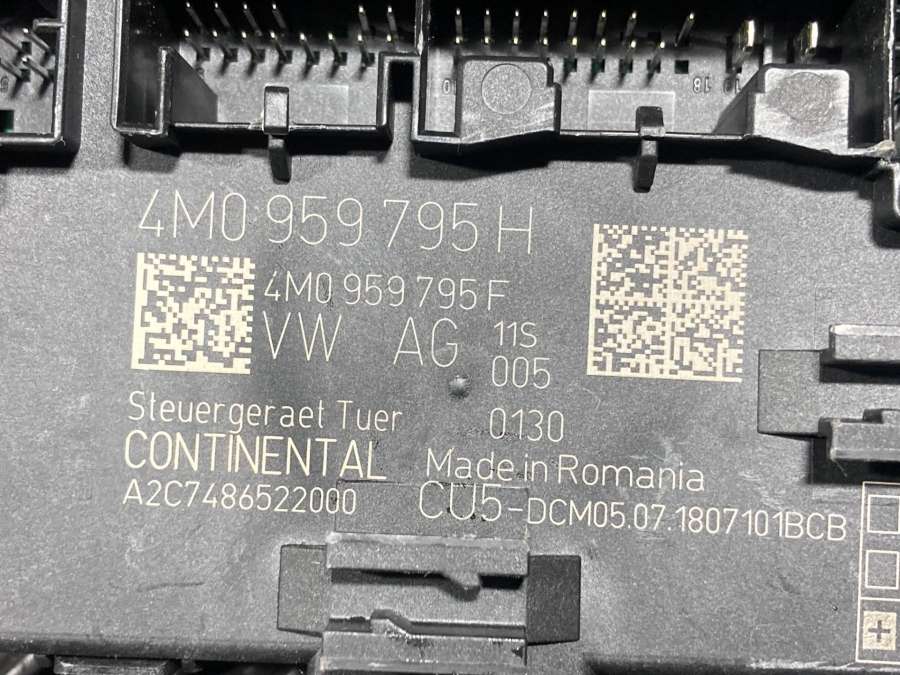 4M0 959 795 H
4M0 959 795 F
VW AG 11S
005
Steuergeraet Tuer 0130
CONTINENTAL Made in Romania
A2C7486522000 CU5-DCM05.07.1807101BCB
+